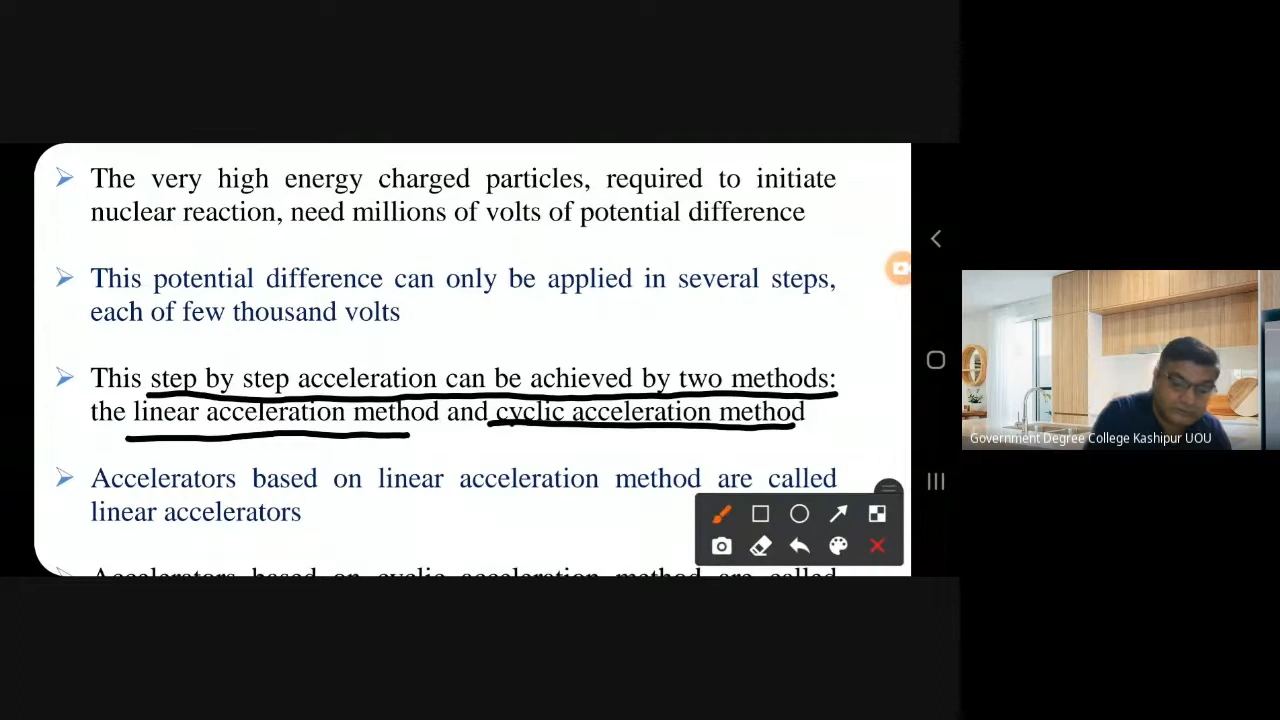 The very high energy charged particles, required to initiate
nuclear reaction, need millions of volts of potential difference
This potential difference can only be applied in several steps,
each of few thousand volts
This step by step acceleration can be achieved by two methods:
the linear acceleration method and cyclic acceleration method
Accelerators based on linear acceleration method are called
linear accelerators
Accelerators based on cyclic acceleration method are called
Government Degree College Kashipur UOU